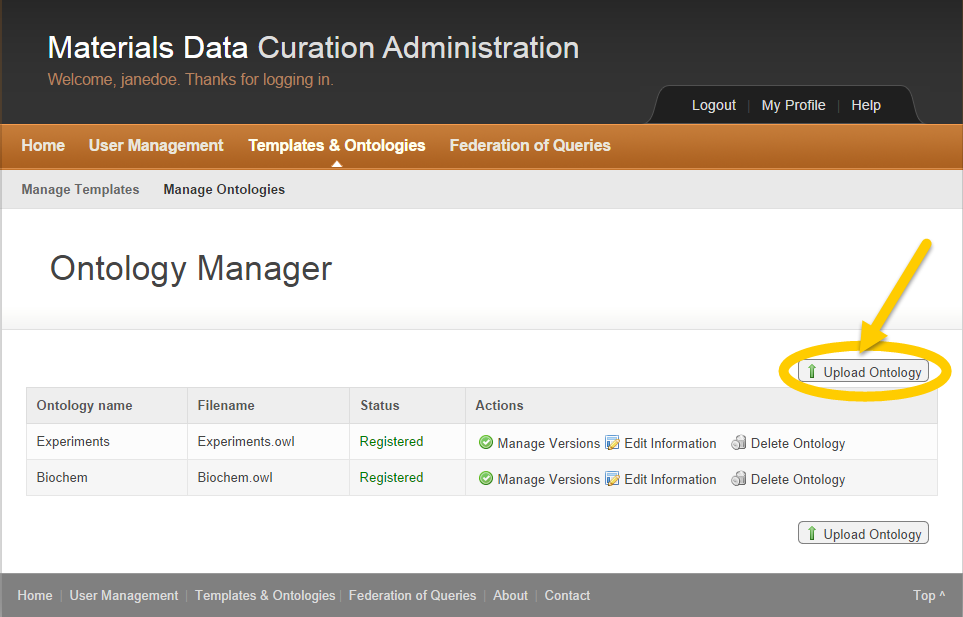 Materials Data Curation Administration
Welcome, janedoe. Thanks for logging in.
Logout | My Profile | Help
Home User Management Templates & Ontologies Federation of Queries
Manage Templates Manage Ontologies
Ontology Manager
Upload Ontology
Ontology name Filename Status Actions
Experiments Experiments.owl Registered Manage Versions Edit Information Delete Ontology
Biochem Biochem.owl Registered Manage Versions Edit Information Delete Ontology
Upload Ontology
Home | User Management | Templates & Ontologies | Federation of Queries | About | Contact Top ^